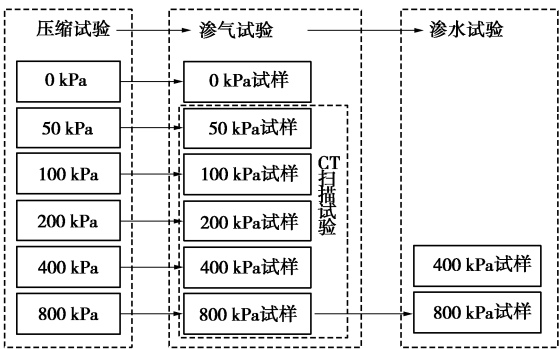 压缩试验
渗气试验
渗水试验
0 kPa
0 kPa试样
50 kPa
50 kPa试样
100 kPa
100 kPa试样
200 kPa
200 kPa试样
400 kPa
400 kPa试样
400 kPa试样
800 kPa
800 kPa试样
800 kPa试样
CT
扫
描
试
验